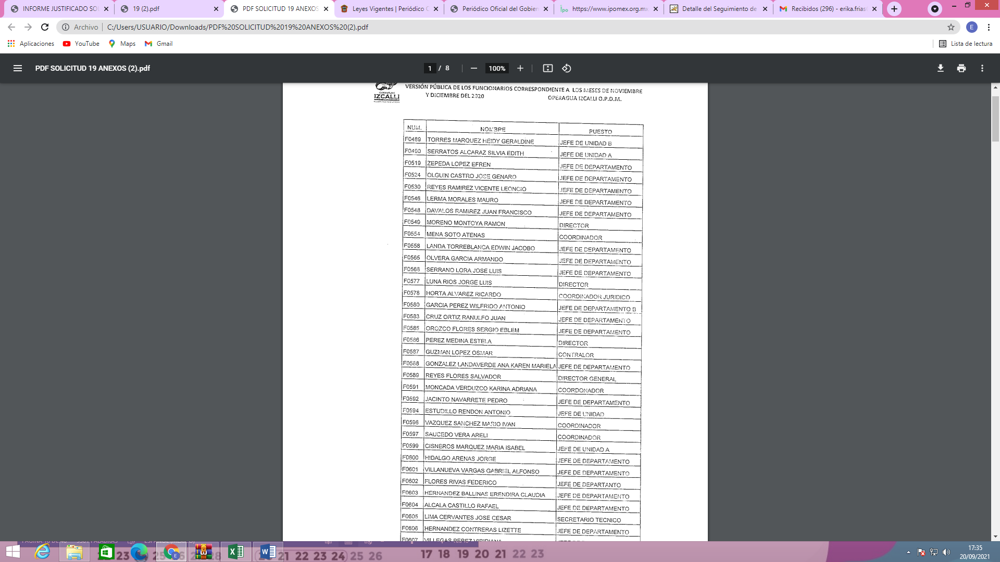 INFORME JUSTIFICADO SO
19 (2).pdf
PDF SOLICITUD 19 ANEXOS
Leyes Vigentes | Periódico O
Periódico Oficial del Gobier
https://www.ipomex.org.mx
Detalle del Seguimiento de
Recibidos (296) - erika.frias
Archivo C:/Users/USUARIO/Downloads/PDF%20SOLICITUD%2019%20ANEXOS%20(2).pdf
E
Aplicaciones YouTube Maps Gmail Lista de lectura
PDF SOLICITUD 19 ANEXOS (2).pdf 1 / 8 100%
IZCALLI
VERSIÓN PÚBLICA DE LOS FUNCIONARIOS CORRESPONDIENTE A LOS MESES DE NOVIEMBRE
Y DICIEMBRE DEL 2020 OPERAGUA IZCALLI O.P.D.M.
NUM. NOMBRE PUESTO
F0489 TORRES MARQUEZ HEIDY GERALDINE JEFE DE UNIDAD B
F0490 SERRATOS ALCARAZ SILVIA EDITH JEFE DE UNIDAD A
F0519 ZEPEDA LOPEZ EFREN JEFE DE DEPARTAMENTO
F0524 OLGUIN CASTRO JOSE GENARO JEFE DE DEPARTAMENTO
F0530 REYES RAMIREZ VICENTE LEONCIO JEFE DE DEPARTAMENTO
F0546 LERMA MORALES MAURO JEFE DE DEPARTAMENTO
F0548 DAVALOS RAMIREZ JUAN FRANCISCO JEFE DE DEPARTAMENTO
F0549 MORENO MONTOYA RAMON DIRECTOR
F0554 MENA SOTO ATENAS COORDINADOR
F0558 LANDA TORREBLANCA EDWIN JACOBO JEFE DE DEPARTAMENTO
F0565 OLVERA GARCIA ARMANDO JEFE DE DEPARTAMENTO
F0566 SERRANO LORA JOSE LUIS JEFE DE DEPARTAMENTO
F0577 LUNA RIOS JORGE LUIS DIRECTOR
F0578 HORTA ALVAREZ RICARDO COORDINADOR JURIDICO
F0580 GARCIA PEREZ WILFRIDO ANTONIO JEFE DE DEPARTAMENTO B
F0583 CRUZ ORTIZ RANULFO JUAN JEFE DE DEPARTAMENTO
F0585 OROZCO FLORES SERGIO EBLEM JEFE DE DEPARTAMENTO
F0586 PEREZ MEDINA ESTELA DIRECTOR
F0587 GUZMAN LOPEZ OSMAR CONTRALOR
F0588 GONZALEZ LANDAVERDE ANA KAREN MARIELA JEFE DE DEPARTAMENTO
F0589 REYES FLORES SALVADOR DIRECTOR GENERAL
F0591 MONCADA VERDUZCO KARINA ADRIANA COORDONADOR
F0592 JACINTO NAVARRETE PEDRO JEFE DE DEPARTAMENTO
F0594 ESTUDILLO RENDON ANTONIO JEFE DE UNIDAD
F0596 VAZQUEZ SANCHEZ MARIO IVAN COORDINADOR
F0597 SAUCEDO VERA ARELI COORDINADOR
F0599 CISNEROS MARQUEZ MARIA ISABEL JEFE DE UNIDAD A
F0600 HIDALGO ARENAS JORGE JEFE DE DEPARTAMENTO
F0601 VILLANUEVA VARGAS GABRIEL ALFONSO JEFE DE DEPARTAMENTO
F0602 FLORES RIVAS FEDERICO JEFE DE DEPARTANTO
F0603 HERNANDEZ BALLINAS ERENDIRA CLAUDIA JEFE DE DEPARTAMENTO
F0604 ALCALA CASTILLO RAFAEL JEFE DE DEPARTAMENTO
F0605 LIMA CERVANTES JOSE CESAR SECRETARIO TECNICO
F0606 HERNANDEZ CONTRERAS LIZETTE JEFE DE DEPARTAMENTO
F0607 VILLEGAS PEREZ VIRIDIANA
23 28 21 22 23 24 25 26 17 18 19 20 21 22 23
17:35
20/09/2021